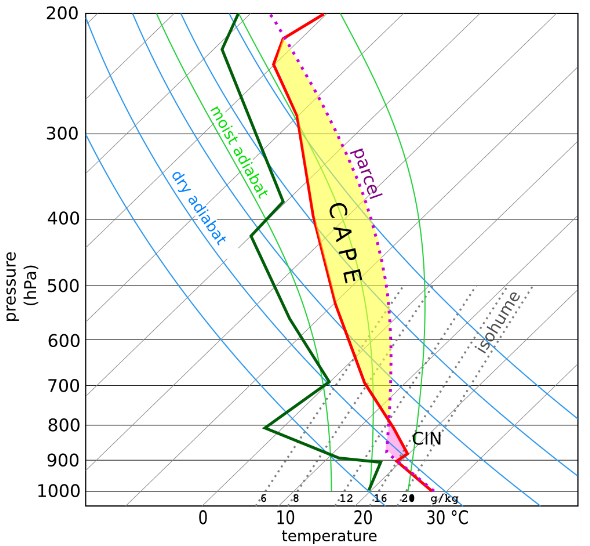 200
300
moist adiabat
parcel
dry adiabat
400
CAPE
pressure
(hPa)
500
isohume
600
700
800
CIN
900
1000
6 8 12 16 20 g/kg
0 10 20 30 °C
temperature